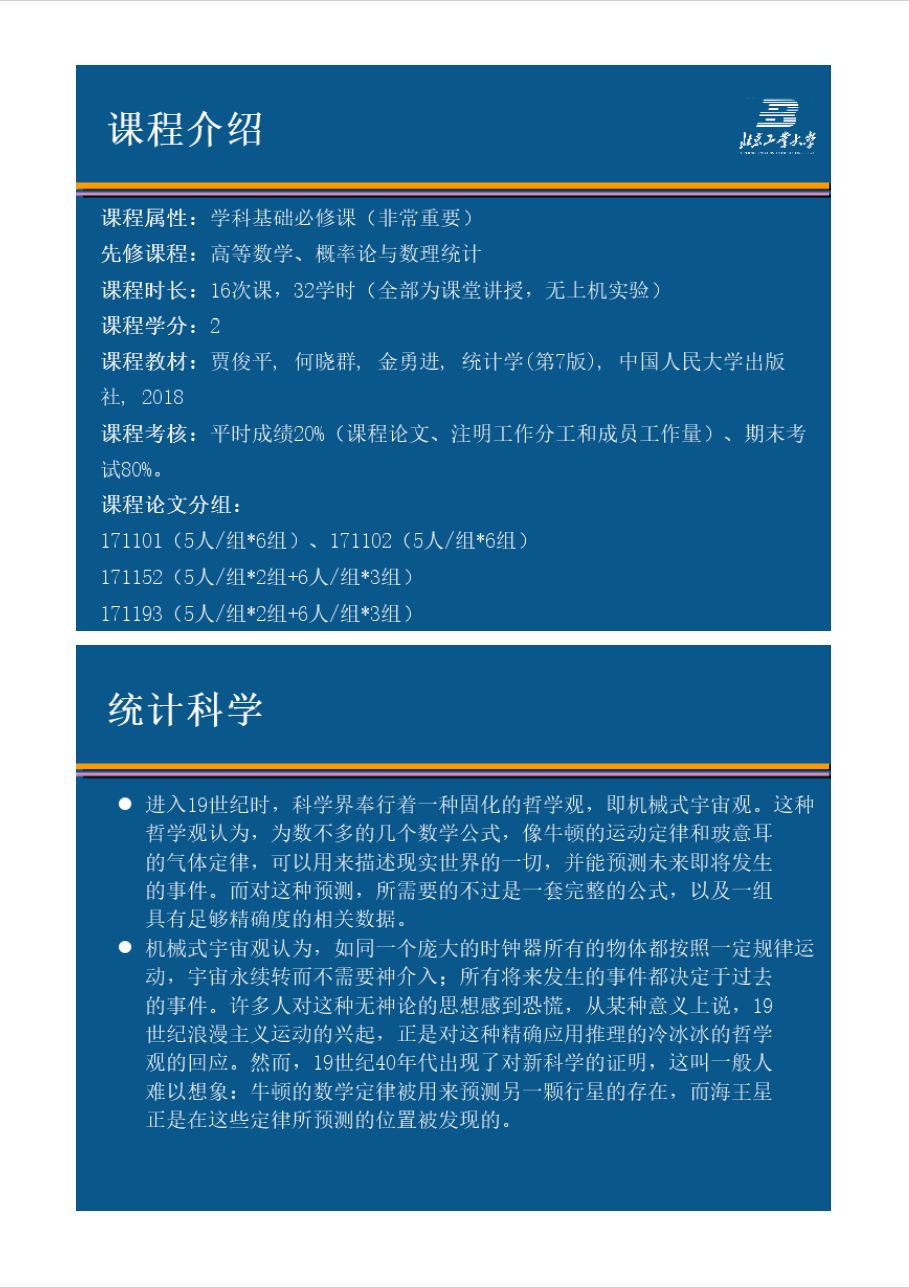 课程介绍
北京工业大学
课程属性：学科基础必修课（非常重要）
先修课程：高等数学、概率论与数理统计
课程时长：16次课，32学时（全部为课堂讲授，无上机实验）
课程学分：2
课程教材：贾俊平, 何晓群, 金勇进, 统计学(第7版), 中国人民大学出版
社, 2018
课程考核：平时成绩20%（课程论文、注明工作分工和成员工作量）、期末考
试80%。
课程论文分组：
171101（5人/组*6组）、171102（5人/组*6组）
171152（5人/组*2组+6人/组*3组）
171193（5人/组*2组+6人/组*3组）
统计科学
● 进入19世纪时，科学界奉行着一种固化的哲学观，即机械式宇宙观。这种
哲学观认为，为数不多的几个数学公式，像牛顿的运动定律和玻意耳
的气体定律，可以用来描述现实世界的一切，并能预测未来即将发生
的事件。而对这种预测，所需要的不过是一套完整的公式，以及一组
具有足够精确度的相关数据。
● 机械式宇宙观认为，如同一个庞大的时钟器所有的物体都按照一定规律运
动，宇宙永续转而不需要神介入；所有将来发生的事件都决定于过去
的事件。许多人对这种无神论的思想感到恐慌，从某种意义上说，19
世纪浪漫主义运动的兴起，正是对这种精确应用推理的冷冰冰的哲学
观的回应。然而，19世纪40年代出现了对新科学的证明，这叫一般人
难以想象：牛顿的数学定律被用来预测另一颗行星的存在，而海王星
正是在这些定律所预测的位置被发现的。